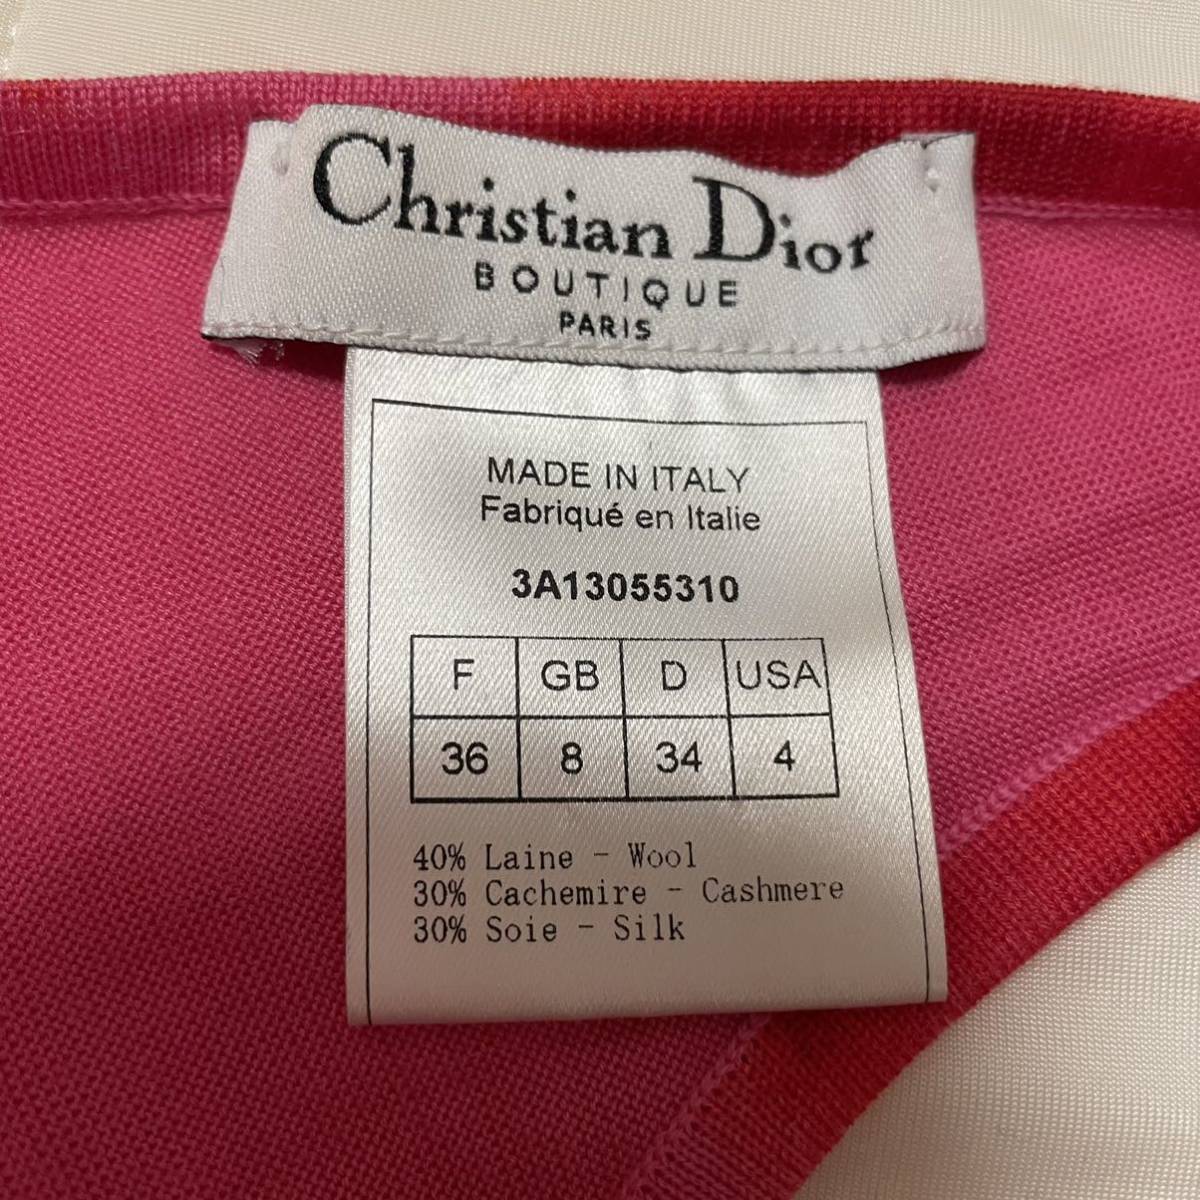 Christian Dior
BOUTIQUE
PARIS
MADE IN ITALY
Fabriqué en Italie
3A13055310
F GB D USA
36 8 34 4
40% Laine - Wool
30% Cachemire - Cashmere
30% Soie - Silk